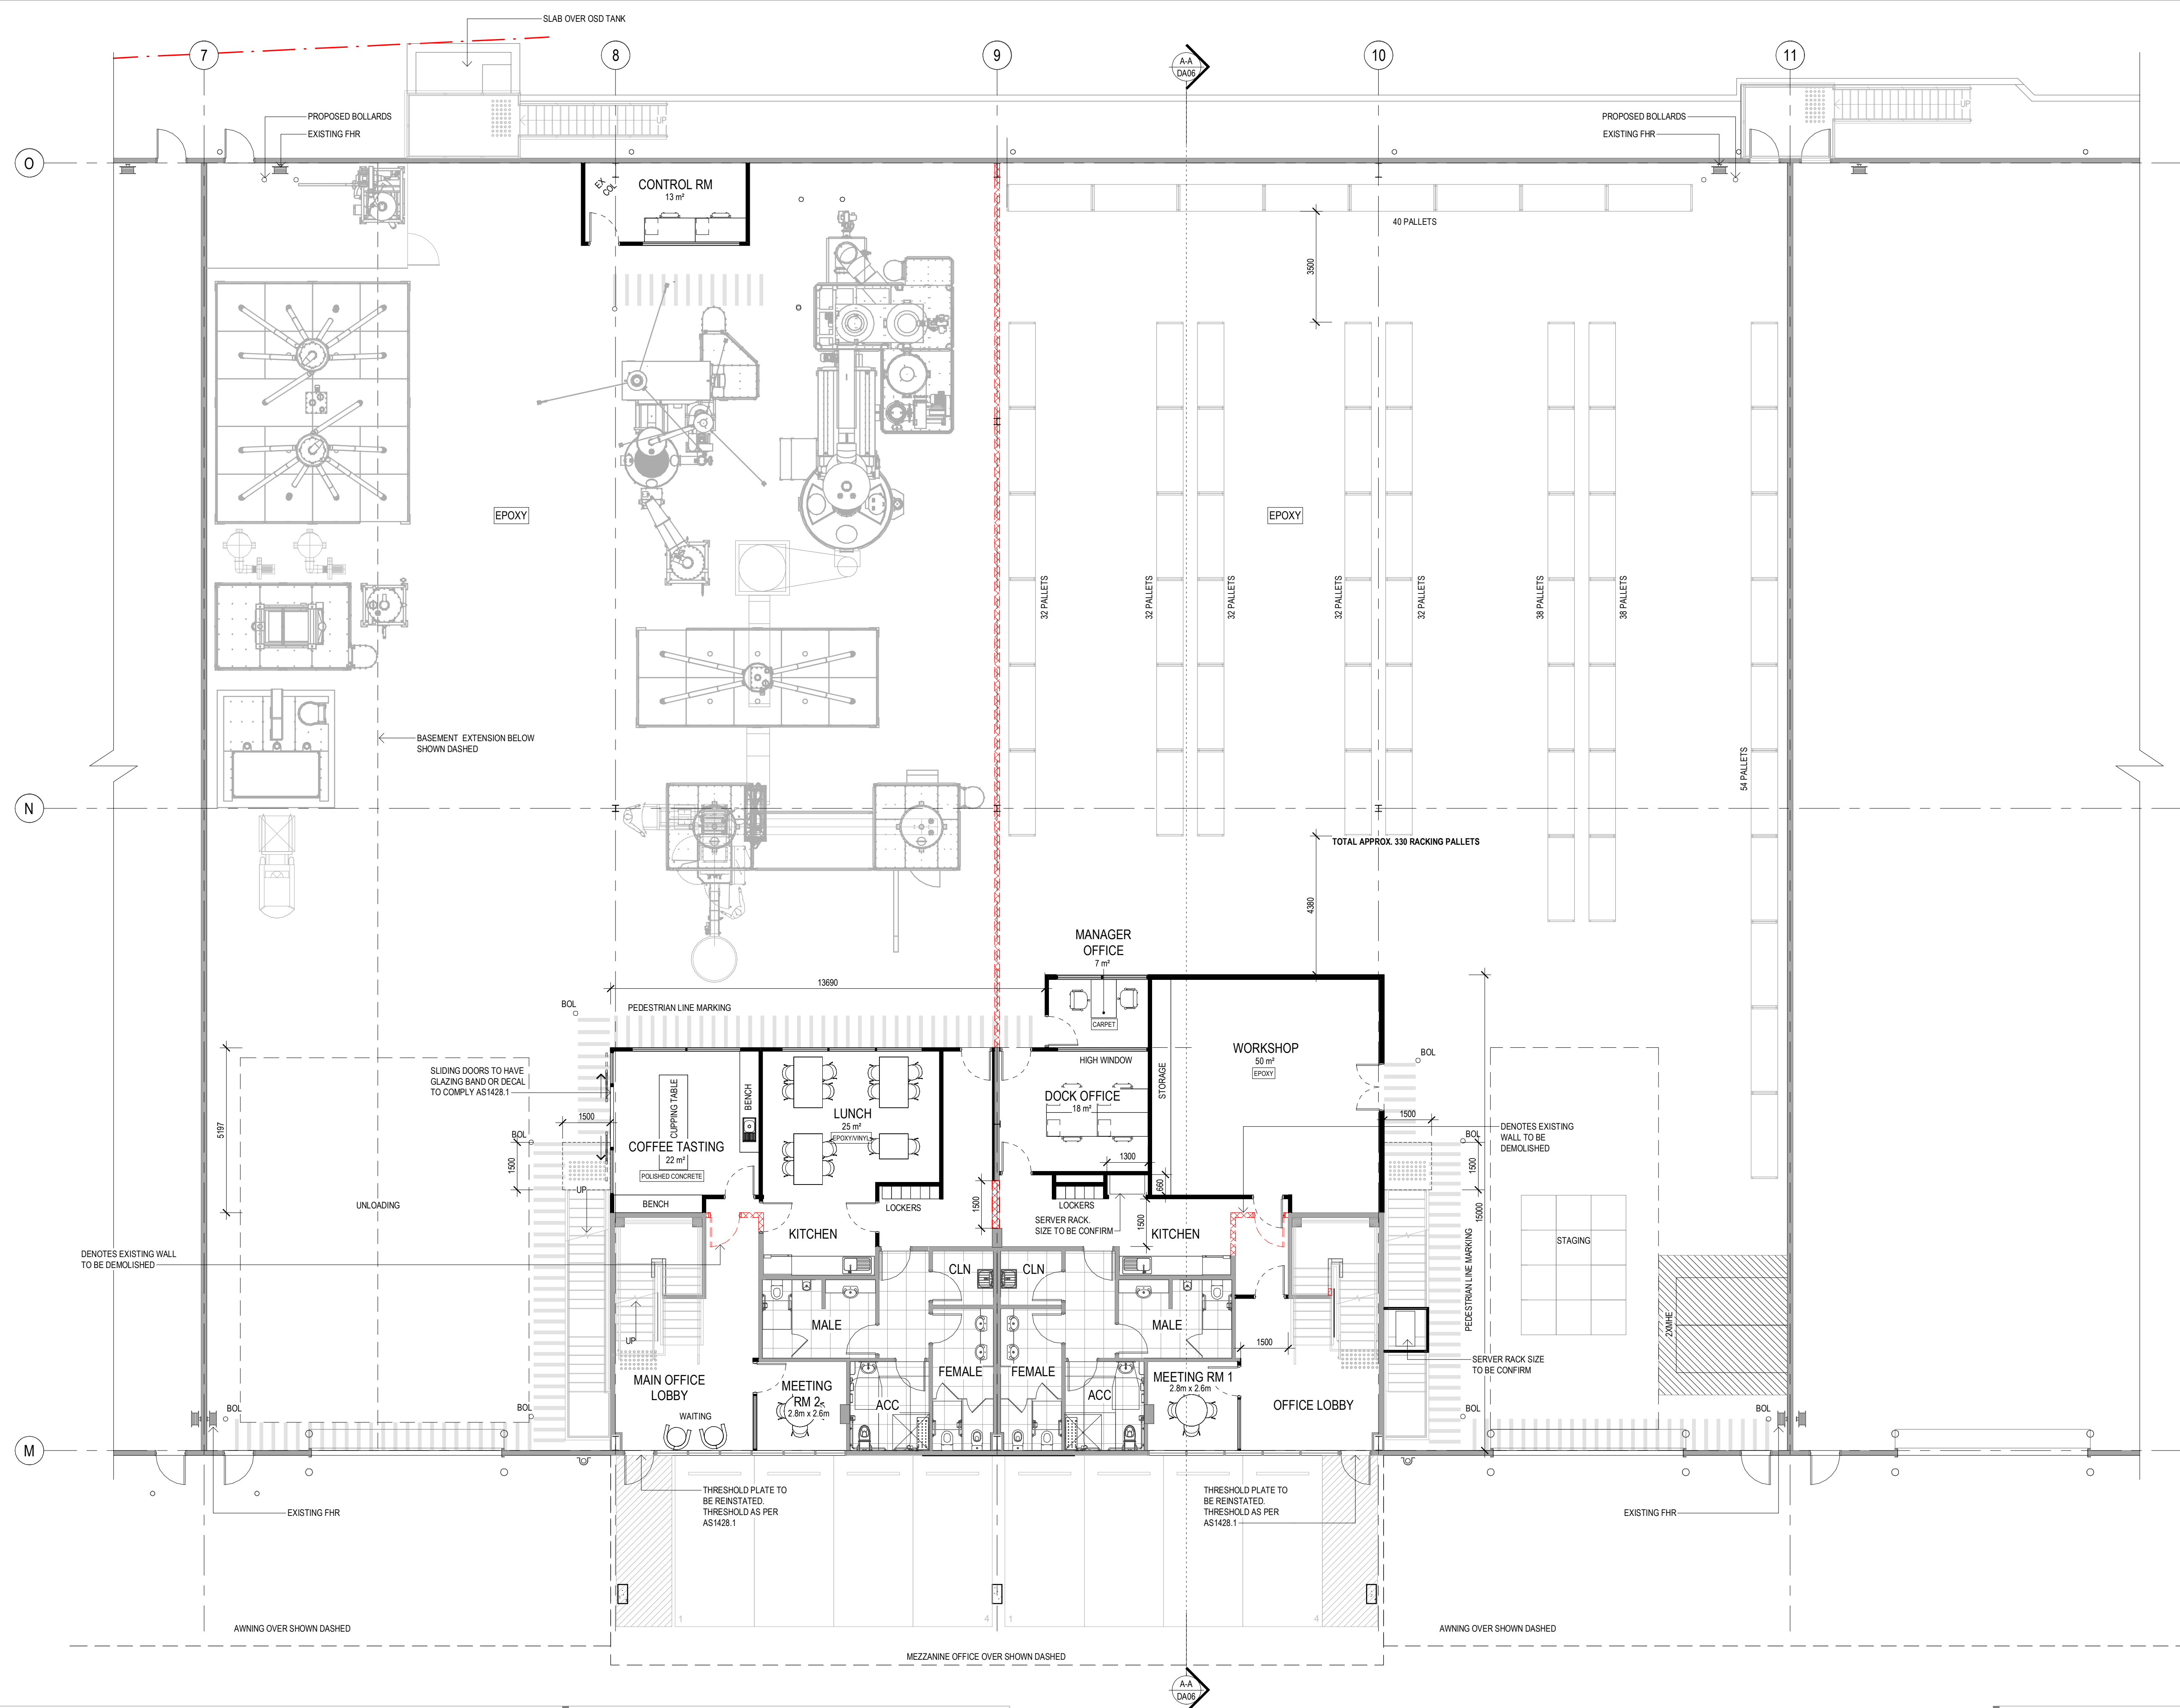 SLAB OVER OSD TANK
7
8
9
10
11
A-A
DA06
PROPOSED BOLLARDS
EXISTING FHR
UP
PROPOSED BOLLARDS
EXISTING FHR
UP
O
EX
COL
CONTROL RM
13 m²
40 PALLETS
3500
EPOXY
EPOXY
32 PALLETS
32 PALLETS
32 PALLETS
32 PALLETS
32 PALLETS
38 PALLETS
38 PALLETS
54 PALLETS
BASEMENT EXTENSION BELOW
SHOWN DASHED
N
TOTAL APPROX. 330 RACKING PALLETS
4380
MANAGER
OFFICE
7 m²
CARPET
13690
BOL
PEDESTRIAN LINE MARKING
SLIDING DOORS TO HAVE
GLAZING BAND OR DECAL
TO COMPLY AS1428.1
1500
5197
BOL
1500
UP
UNLOADING
CUPPING TABLE
BENCH
COFFEE TASTING
22 m²
POLISHED CONCRETE
BENCH
LUNCH
25 m²
EPOXY/VINYL
LOCKERS
KITCHEN
1500
HIGH WINDOW
DOCK OFFICE
18 m²
1300
660
STORAGE
WORKSHOP
50 m²
EPOXY
BOL
1500
DENOTES EXISTING
WALL TO BE
DEMOLISHED
BOL
1500
15000
LOCKERS
SERVER RACK.
SIZE TO BE CONFIRM
1500
KITCHEN
STAGING
PEDESTRIAN LINE MARKING
2XMHE
DENOTES EXISTING WALL
TO BE DEMOLISHED
UP
CLN
CLN
MALE
MALE
1500
SERVER RACK SIZE
TO BE CONFIRM
MAIN OFFICE
LOBBY
WAITING
MEETING
RM 2
2.8m x 2.6m
ACC
FEMALE
FEMALE
ACC
MEETING RM 1
2.8m x 2.6m
OFFICE LOBBY
BOL
BOL
BOL
BOL
M
EXISTING FHR
THRESHOLD PLATE TO
BE REINSTATED.
THRESHOLD AS PER
AS1428.1
THRESHOLD PLATE TO
BE REINSTATED.
THRESHOLD AS PER
AS1428.1
EXISTING FHR
1
4
1
4
AWNING OVER SHOWN DASHED
AWNING OVER SHOWN DASHED
MEZZANINE OFFICE OVER SHOWN DASHED
A-A
DA06